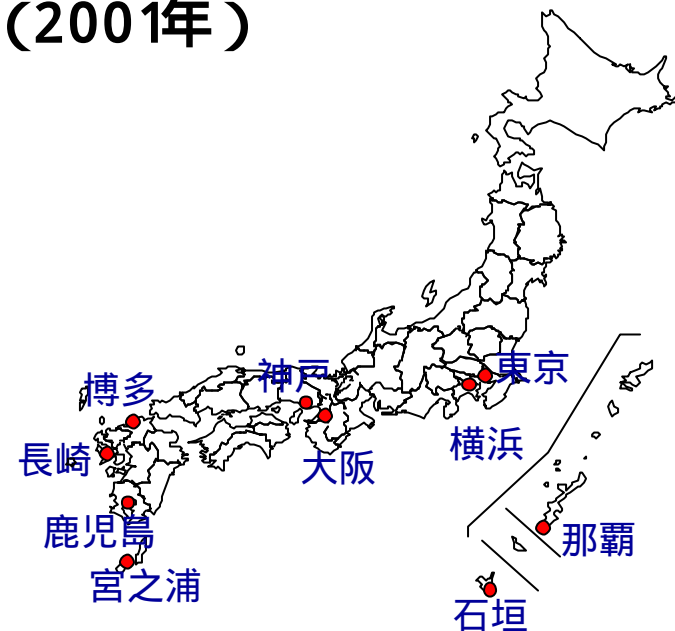 （2001年）
神戸
東京
博多
横浜
長崎
大阪
鹿児島
那覇
宮之浦
石垣